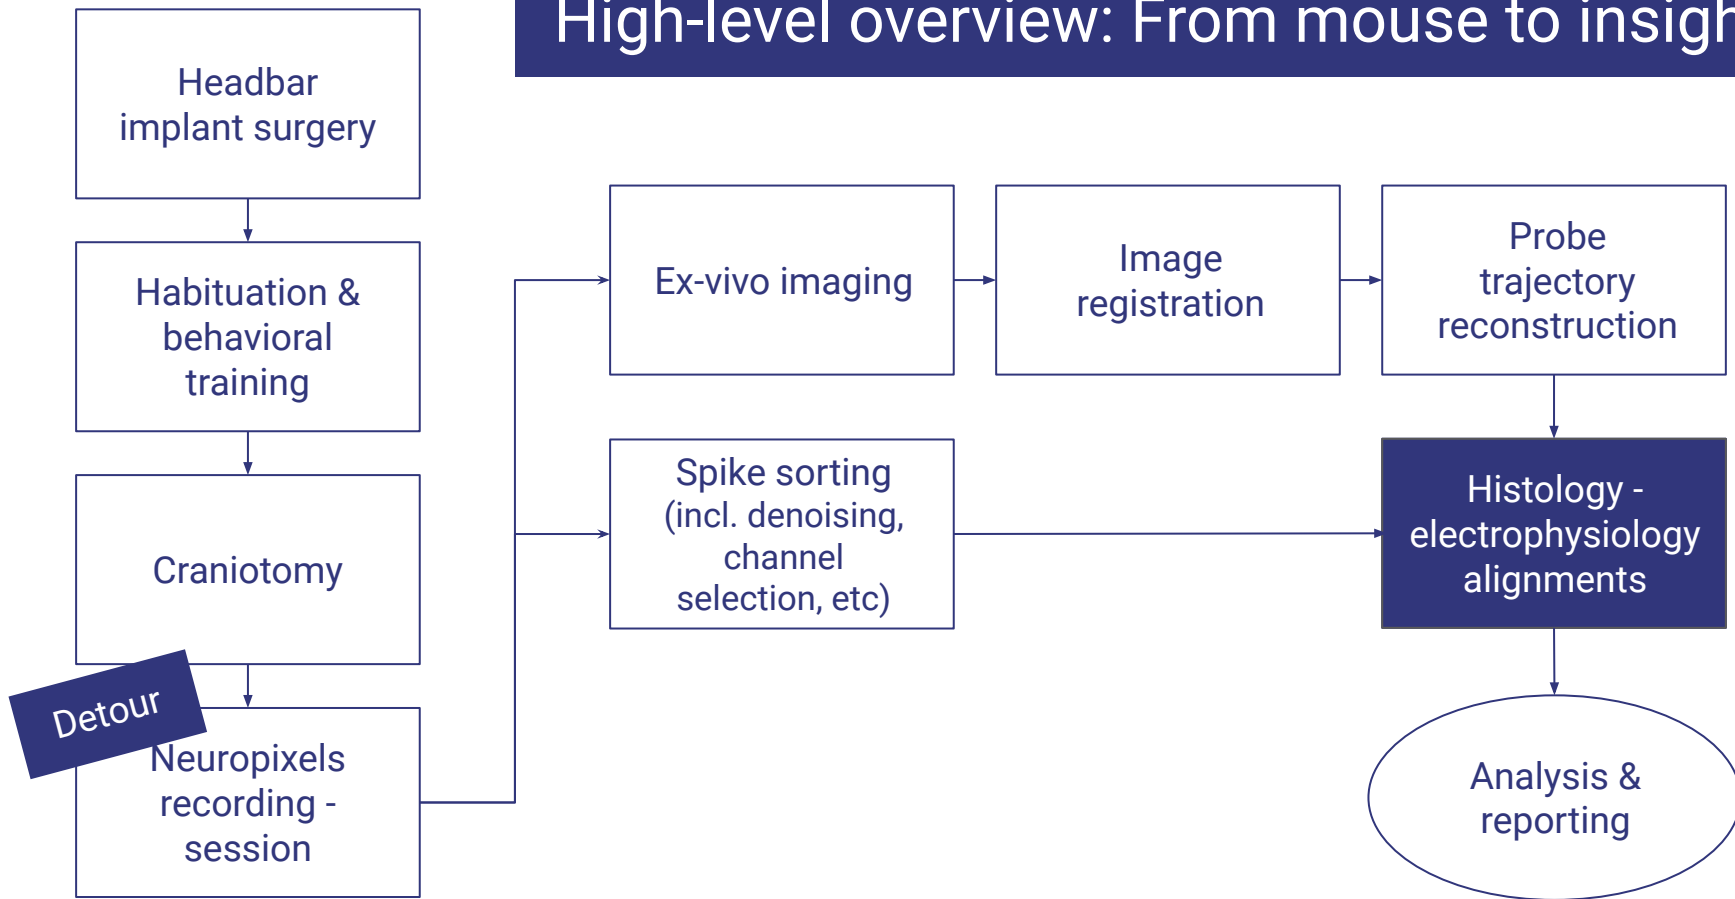 High-level overview: From mouse to insigh
Headbar
implant surgery
Habituation &
behavioral
training
Craniotomy
Detour
Neuropixels
recording -
session
Ex-vivo imaging
Image
registration
Probe
trajectory
reconstruction
Spike sorting
(incl. denoising,
channel
selection, etc)
Histology -
electrophysiology
alignments
Analysis &
reporting